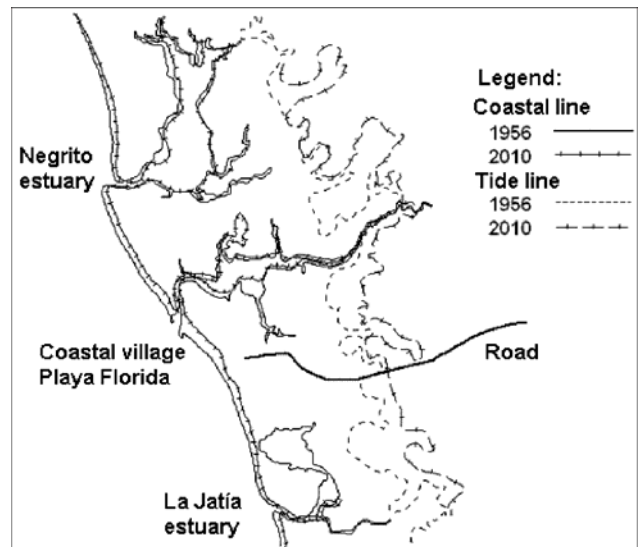 Legend:
Coastal line
1956
2010
Tide line
1956
2010
Negrito
estuary
Coastal village
Playa Florida
Road
La Jatía
estuary